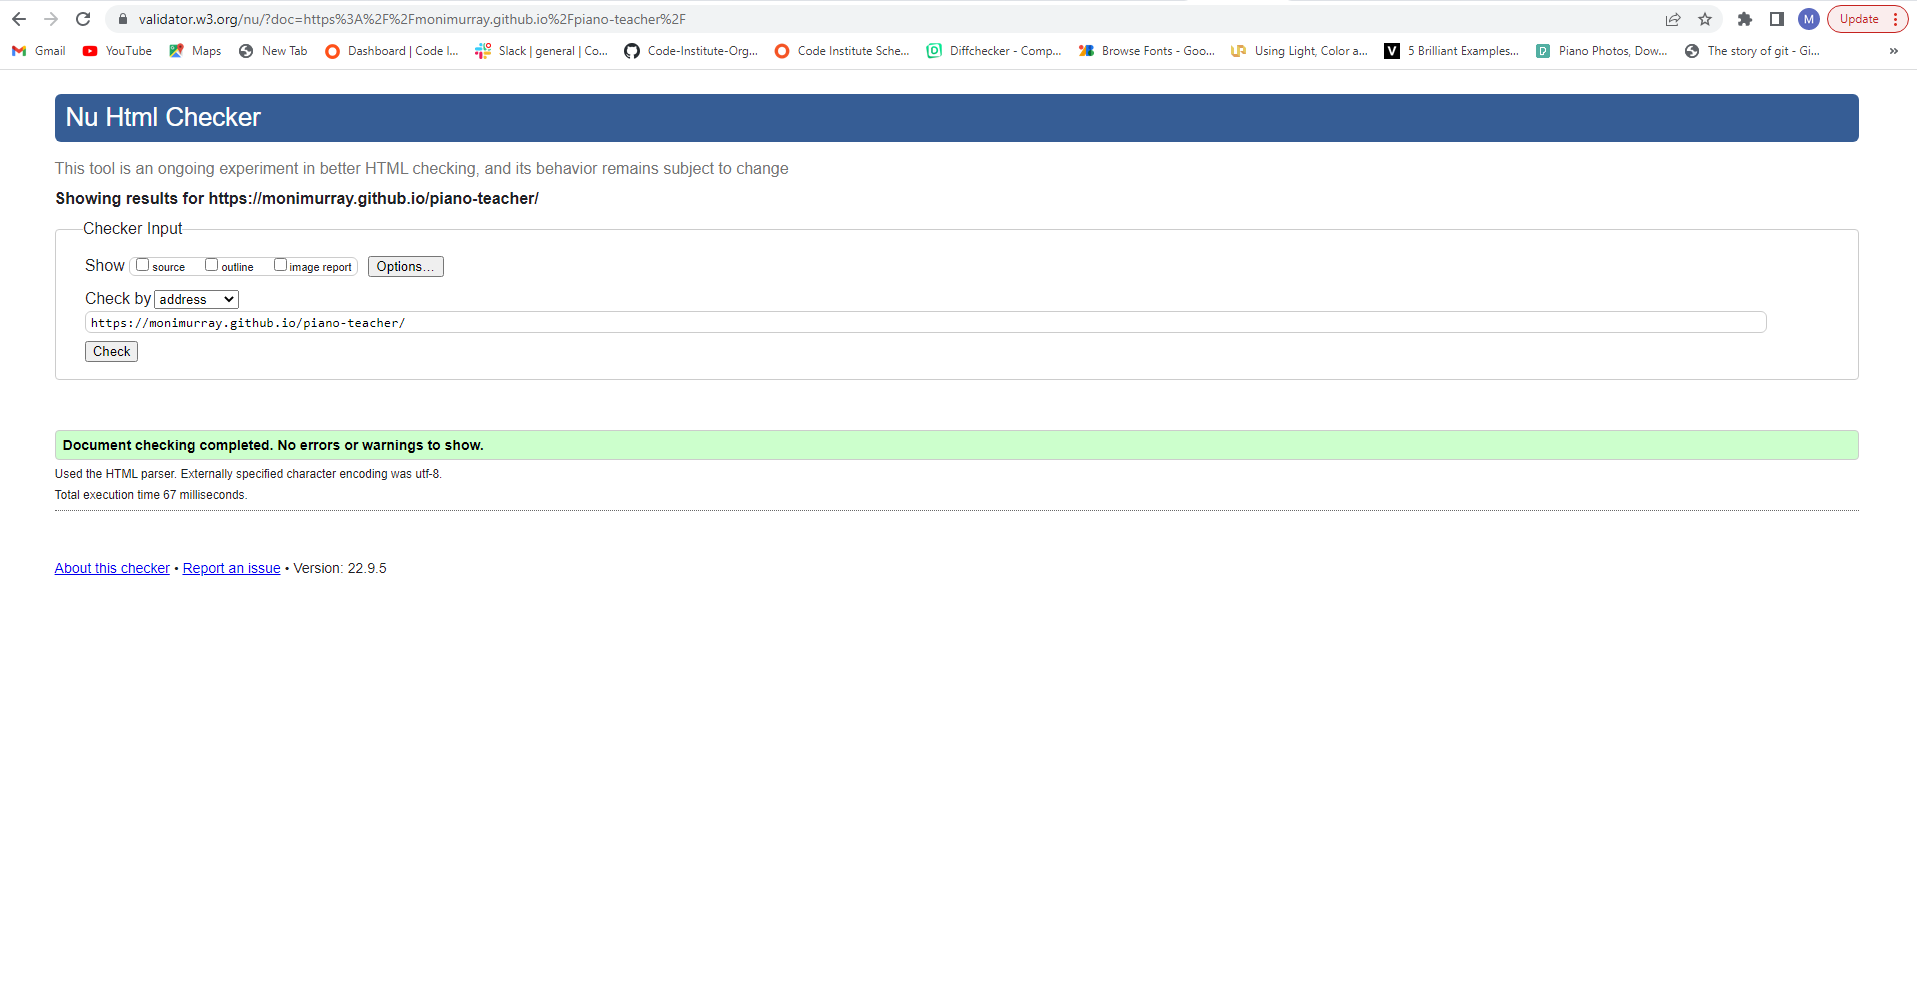 validator.w3.org/nu/?doc=https%3A%2F%2Fmonimurray.github.io%2Fpiano-teacher%2F
M
Update
Gmail
YouTube
Maps
New Tab
Dashboard | Code I...
Slack | general | Co...
Code-Institute-Org...
Code Institute Sche...
Diffchecker - Comp...
Browse Fonts - Goo...
Using Light, Color a...
V
5 Brilliant Examples...
D
Piano Photos, Dow...
The story of git - Gi...
»
Nu Html Checker
This tool is an ongoing experiment in better HTML checking, and its behavior remains subject to change
Showing results for https://monimurray.github.io/piano-teacher/
Checker Input
Show source outline image report Options...
Check by address
https://monimurray.github.io/piano-teacher/
Check
Document checking completed. No errors or warnings to show.
Used the HTML parser. Externally specified character encoding was utf-8.
Total execution time 67 milliseconds.
About this checker • Report an issue • Version: 22.9.5